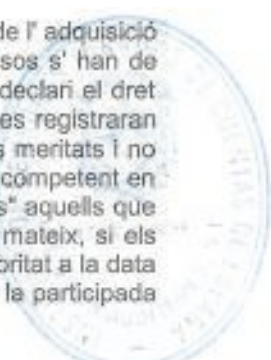 de l' adquisició
sos s' han de
declari el dret
es registraran
s meritats i no
competent en
s" aquells que
mateix, si els
oritat a la data
la participada